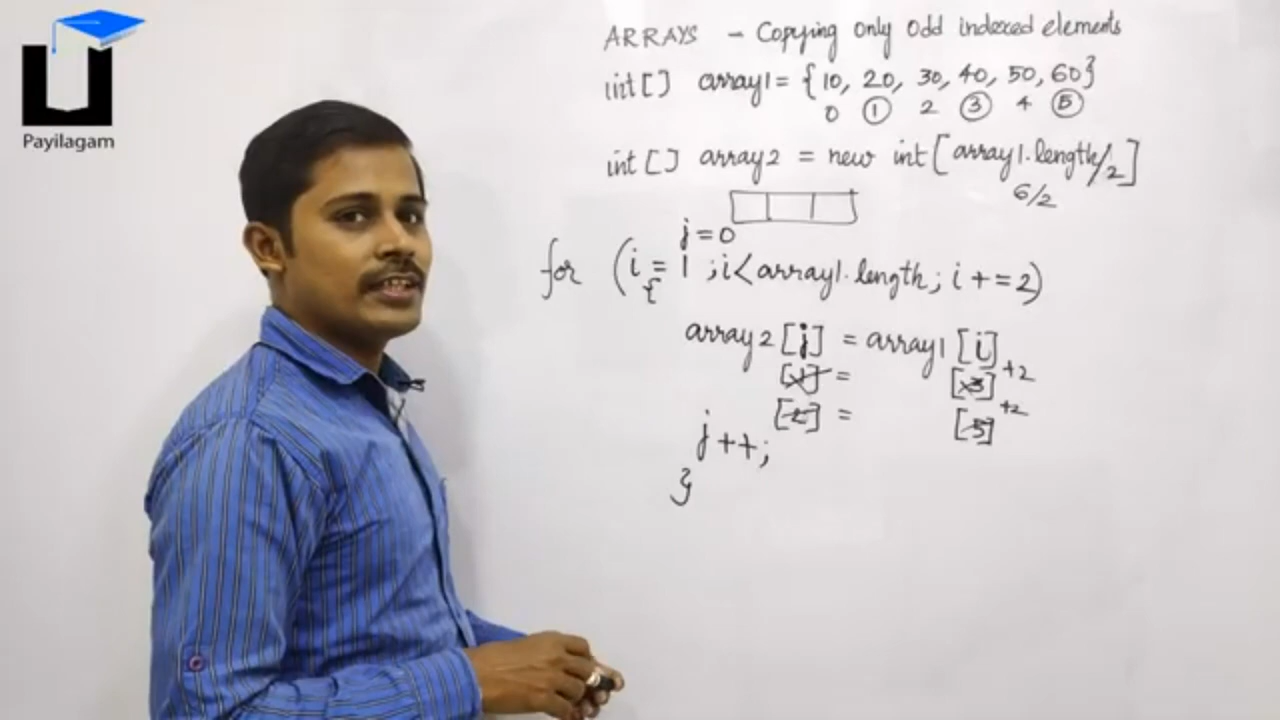 Payilagam
ARRAYS - Copying only odd indexed elements
int[] array1 = {10, 20, 30, 40, 50, 60}
0 1 2 3 4 5
int[] array2 = new int[array1.length/2]
6/2
j=0
for (i = 1 ; i < array1.length; i += 2)
{
array2 [j] = array1 [i]
+2
[1] = [3]
+2
[2] = [5]
j++;
}